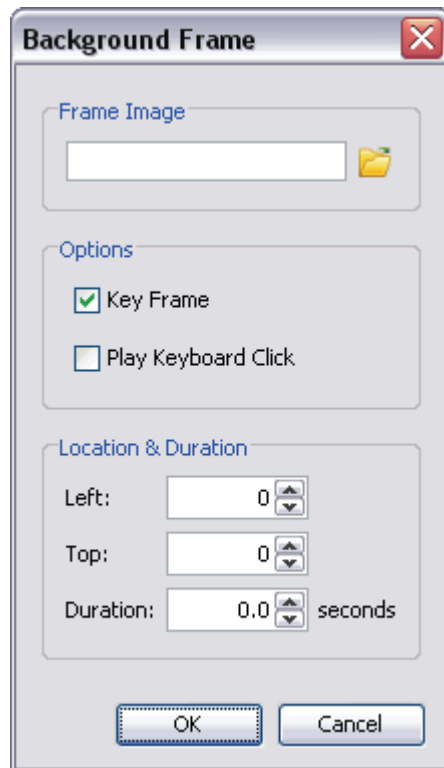 Background Frame
Frame Image
Options
Key Frame
Play Keyboard Click
Location & Duration
Left: 0
Top: 0
Duration: 0.0 seconds
OK Cancel